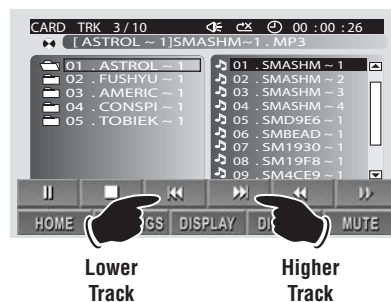 CARD TRK 3/10 00 :00 :26
[ ASTROL ~ 1]SMASHM~1 . MP3
01 . ASTROL ~ 1
02 . FUSHYU ~ 1
03 . AMERIC ~ 1
04 . CONSPI ~ 1
05 . TOBIEK ~ 1
01 . SMASHM ~ 1
02 . SMASHM ~ 2
03 . SMASHM ~ 3
04 . SMASHM ~ 4
05 . SMD9E6 ~ 1
06 . SMBEAD ~ 1
07 . SM1930 ~ 1
08 . SM19F8 ~ 1
09 . SM4CE9 ~ 1
HOME GS DISPLAY DI MUTE
Lower Track
Higher Track